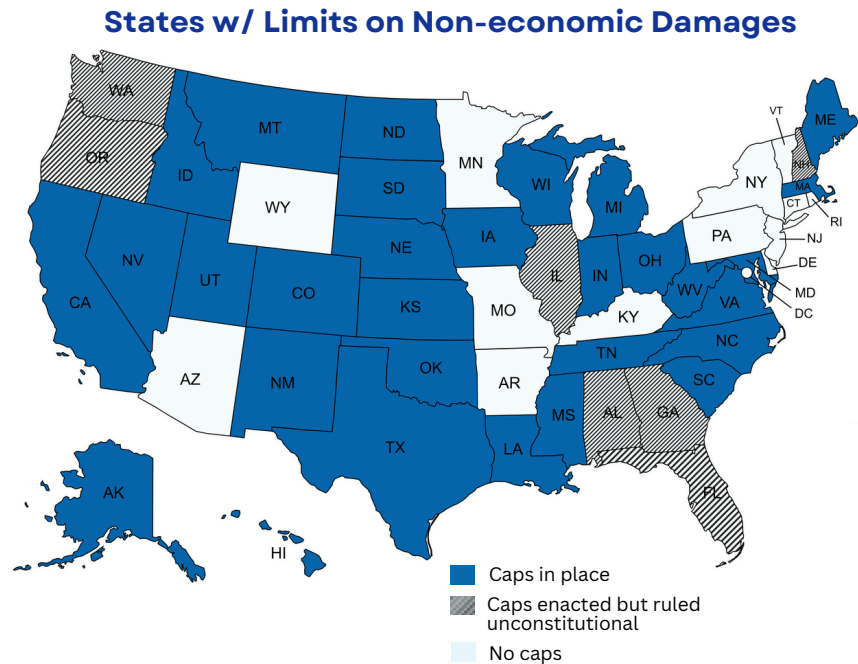 States w/ Limits on Non-economic Damages
WA
MT
ND
MN
VT
ME
OR
ID
SD
WI
MI
NY
NH
MA
CT
RI
WY
IA
PA
NJ
NV
NE
IL
IN
OH
DE
CA
UT
CO
KS
MO
KY
WV
VA
MD
DC
AZ
NM
OK
AR
TN
NC
SC
TX
LA
MS
AL
GA
FL
AK
HI
Caps in place
Caps enacted but ruled
unconstitutional
No caps